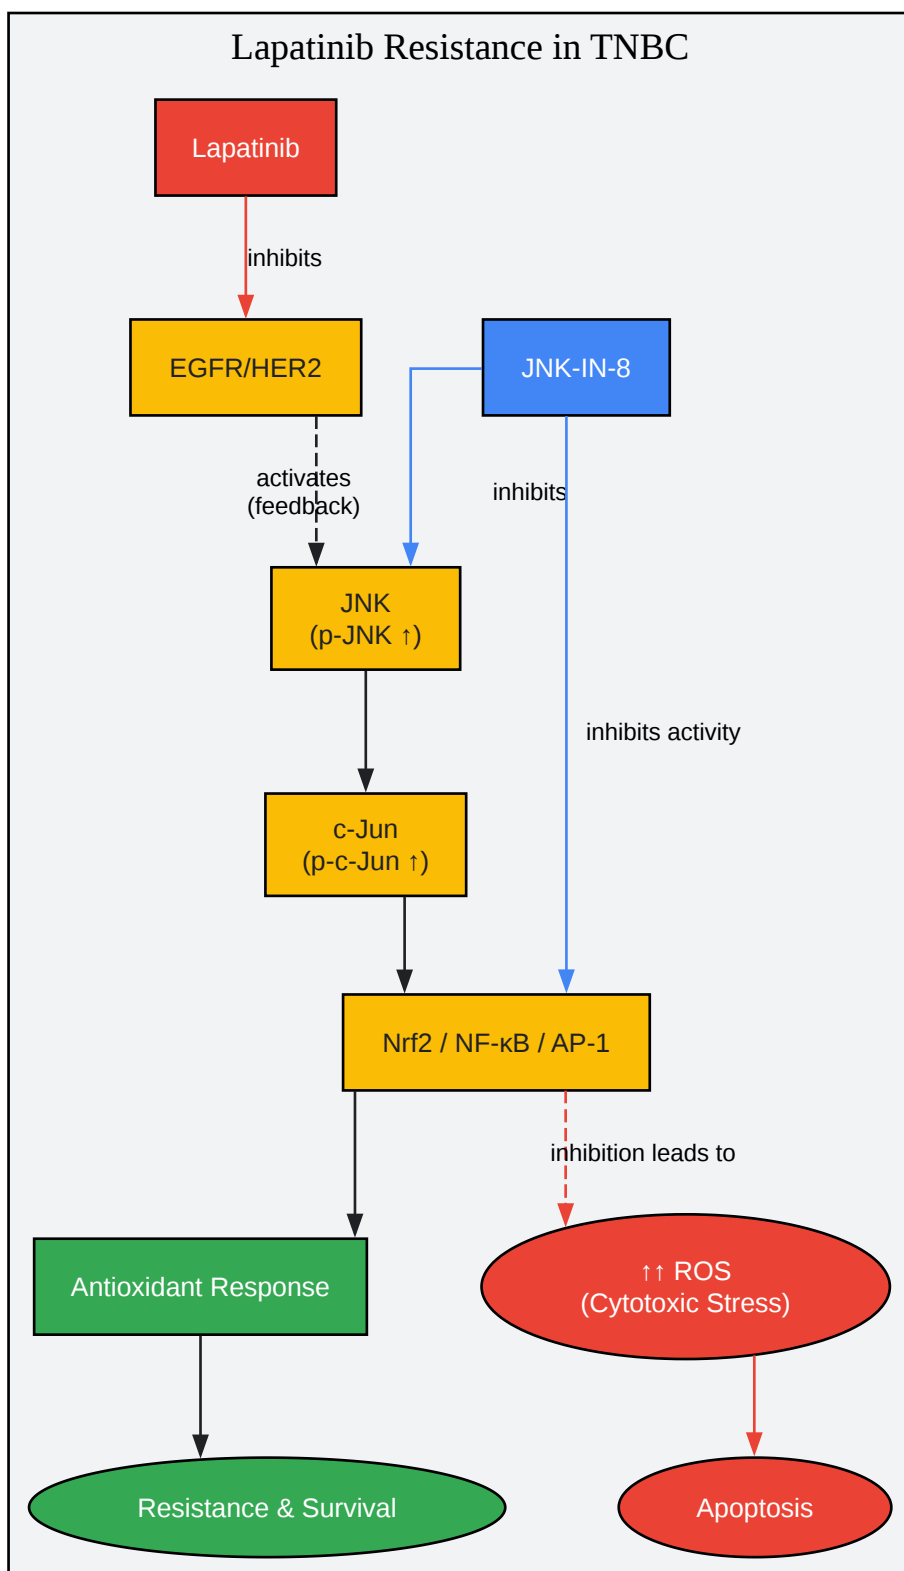 Lapatinib Resistance in TNBC
Lapatinib
inhibits
EGFR/HER2
JNK-IN-8
activates
(feedback)
inhibits
JNK
(p-JNK ↑)
inhibits activity
c-Jun
(p-c-Jun ↑)
Nrf2 / NF-κB / AP-1
inhibition leads to
Antioxidant Response
↑↑ ROS
(Cytotoxic Stress)
Resistance & Survival
Apoptosis